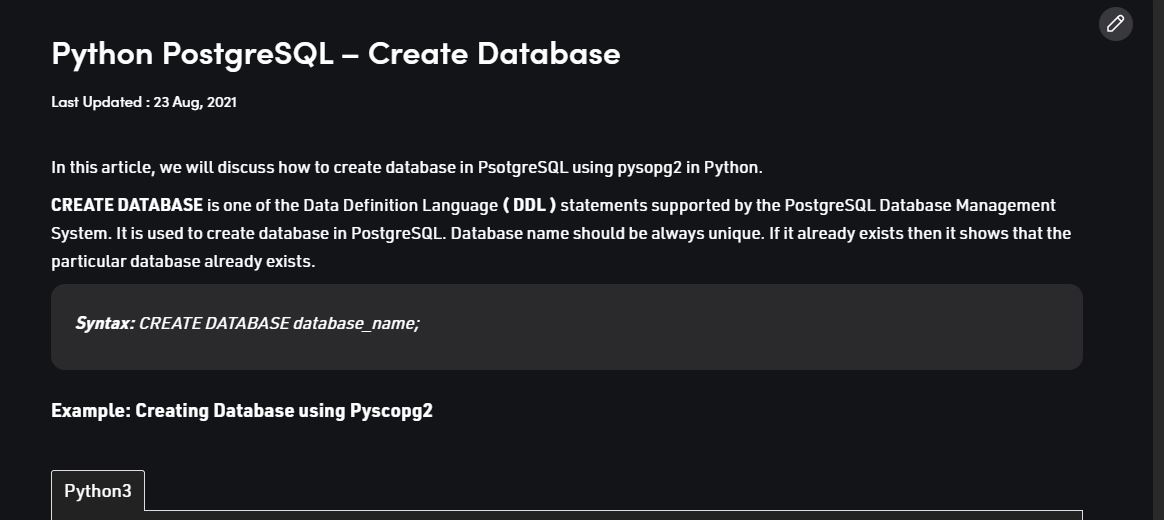 Python PostgreSQL – Create Database
Last Updated : 23 Aug, 2021
In this article, we will discuss how to create database in PsotgreSQL using pysopg2 in Python.
CREATE DATABASE is one of the Data Definition Language ( DDL ) statements supported by the PostgreSQL Database Management
System. It is used to create database in PostgreSQL. Database name should be always unique. If it already exists then it shows that the
particular database already exists.
Syntax: CREATE DATABASE database_name;
Example: Creating Database using Pyscopg2
Python3